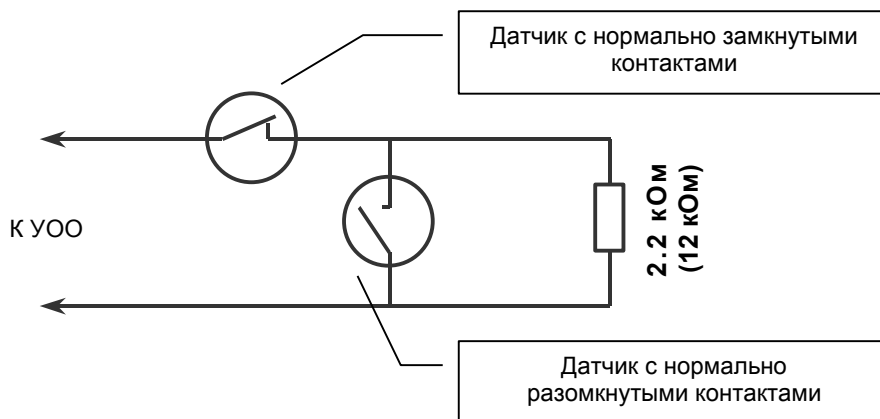 Датчик с нормально замкнутыми
контактами
К УОО
2.2 кОм
(12 кОм)
Датчик с нормально
разомкнутыми контактами